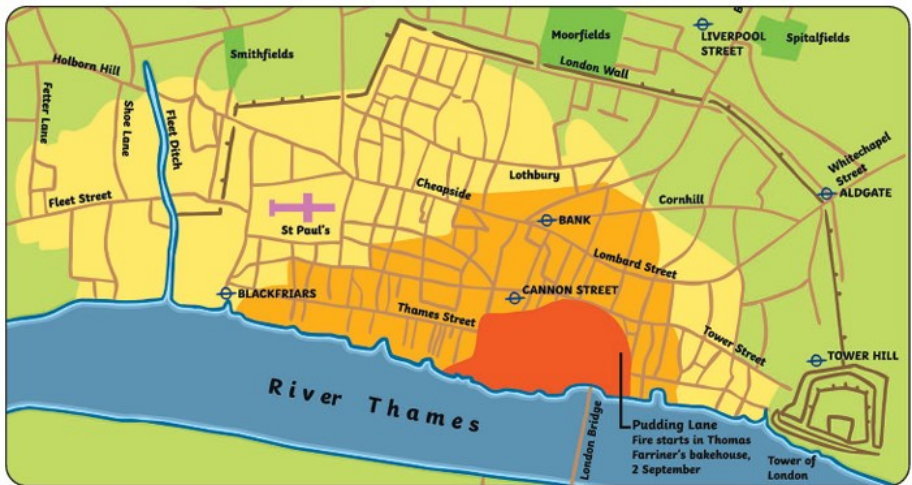 Moorfields
LIVERPOOL
STREET
Spitalfields
Smithfields
Holborn Hill
London Wall
Fetter Lane
Shoe Lane
Fleet Ditch
Whitechapel
Street
ALDGATE
Lothbury
Cheapside
Cornhill
Fleet Street
BANK
St Paul's
Lombard Street
BLACKFRIARS
CANNON STREET
Thames Street
Tower Street
TOWER HILL
River Thames
London Bridge
Pudding Lane
Fire starts in Thomas
Farriner's bakehouse,
2 September
Tower of
London